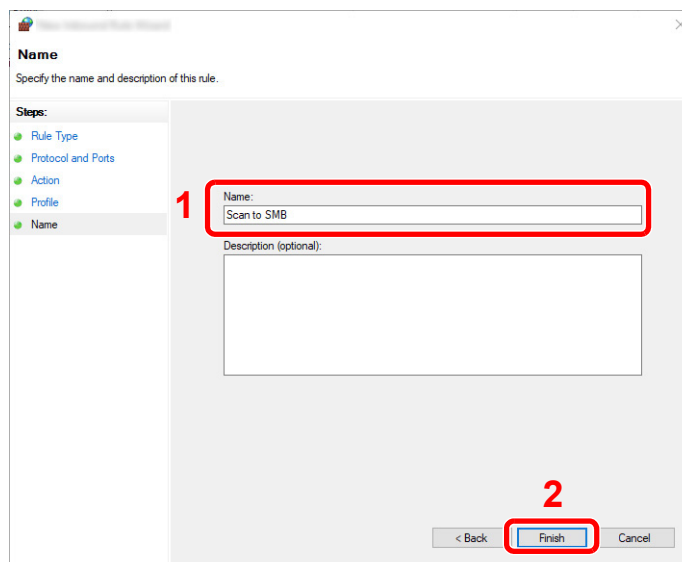 Name
Specify the name and description of this rule.
Steps:
Rule Type
Protocol and Ports
Action
Profile
Name
1
Name:
Scan to SMB
Description (optional):
2
< Back
Finish
Cancel